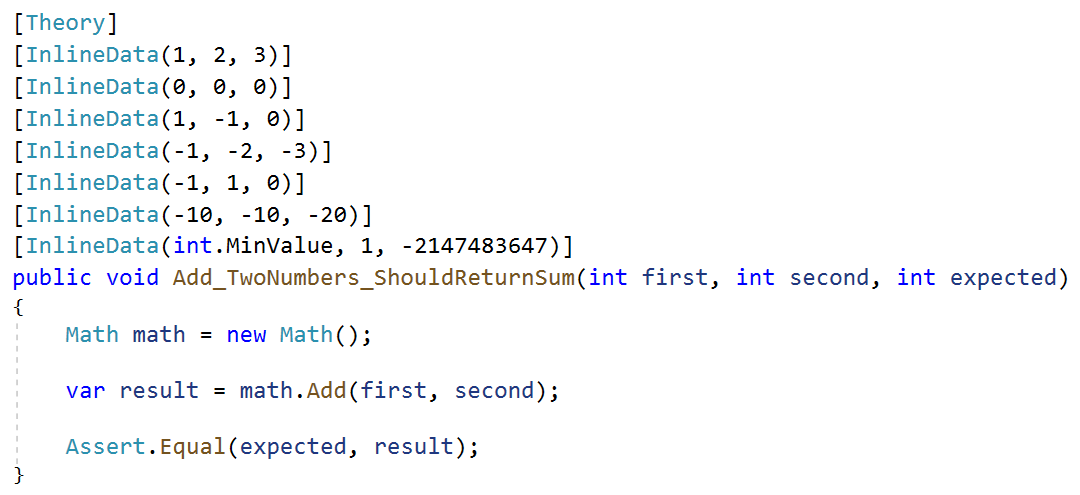 [Theory]
[InlineData(1, 2, 3)]
[InlineData(0, 0, 0)]
[InlineData(1, -1, 0)]
[InlineData(-1, -2, -3)]
[InlineData(-1, 1, 0)]
[InlineData(-10, -10, -20)]
[InlineData(int.MinValue, 1, -2147483647)]
public void Add_TwoNumbers_ShouldReturnSum(int first, int second, int expected)
{
    Math math = new Math();
    var result = math.Add(first, second);
    Assert.Equal(expected, result);
}